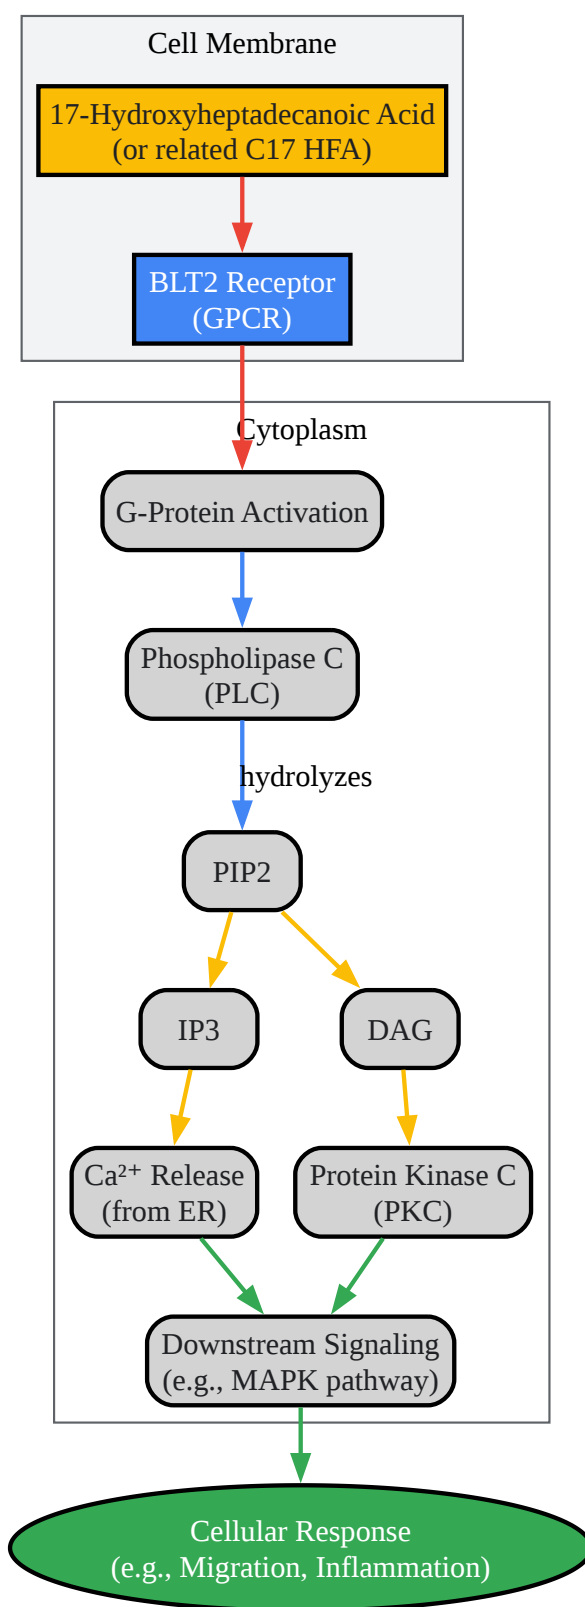 Cell Membrane
17-Hydroxyheptadecanoic Acid
(or related C17 HFA)
BLT2 Receptor
(GPCR)
Cytoplasm
G-Protein Activation
Phospholipase C
(PLC)
hydrolyzes
PIP2
IP3
DAG
Ca²⁺ Release
(from ER)
Protein Kinase C
(PKC)
Downstream Signaling
(e.g., MAPK pathway)
Cellular Response
(e.g., Migration, Inflammation)